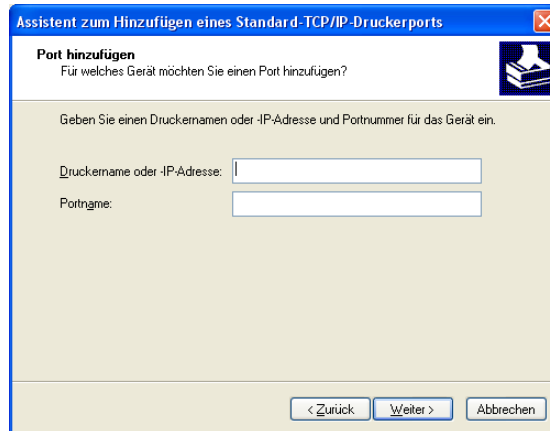 Assistent zum Hinzufügen eines Standard-TCP/IP-Druckerports
Port hinzufügen
Für welches Gerät möchten Sie einen Port hinzufügen?
Geben Sie einen Druckernamen oder -IP-Adresse und Portnummer für das Gerät ein.
Druckername oder -IP-Adresse:
Portname:
< Zurück Weiter > Abbrechen